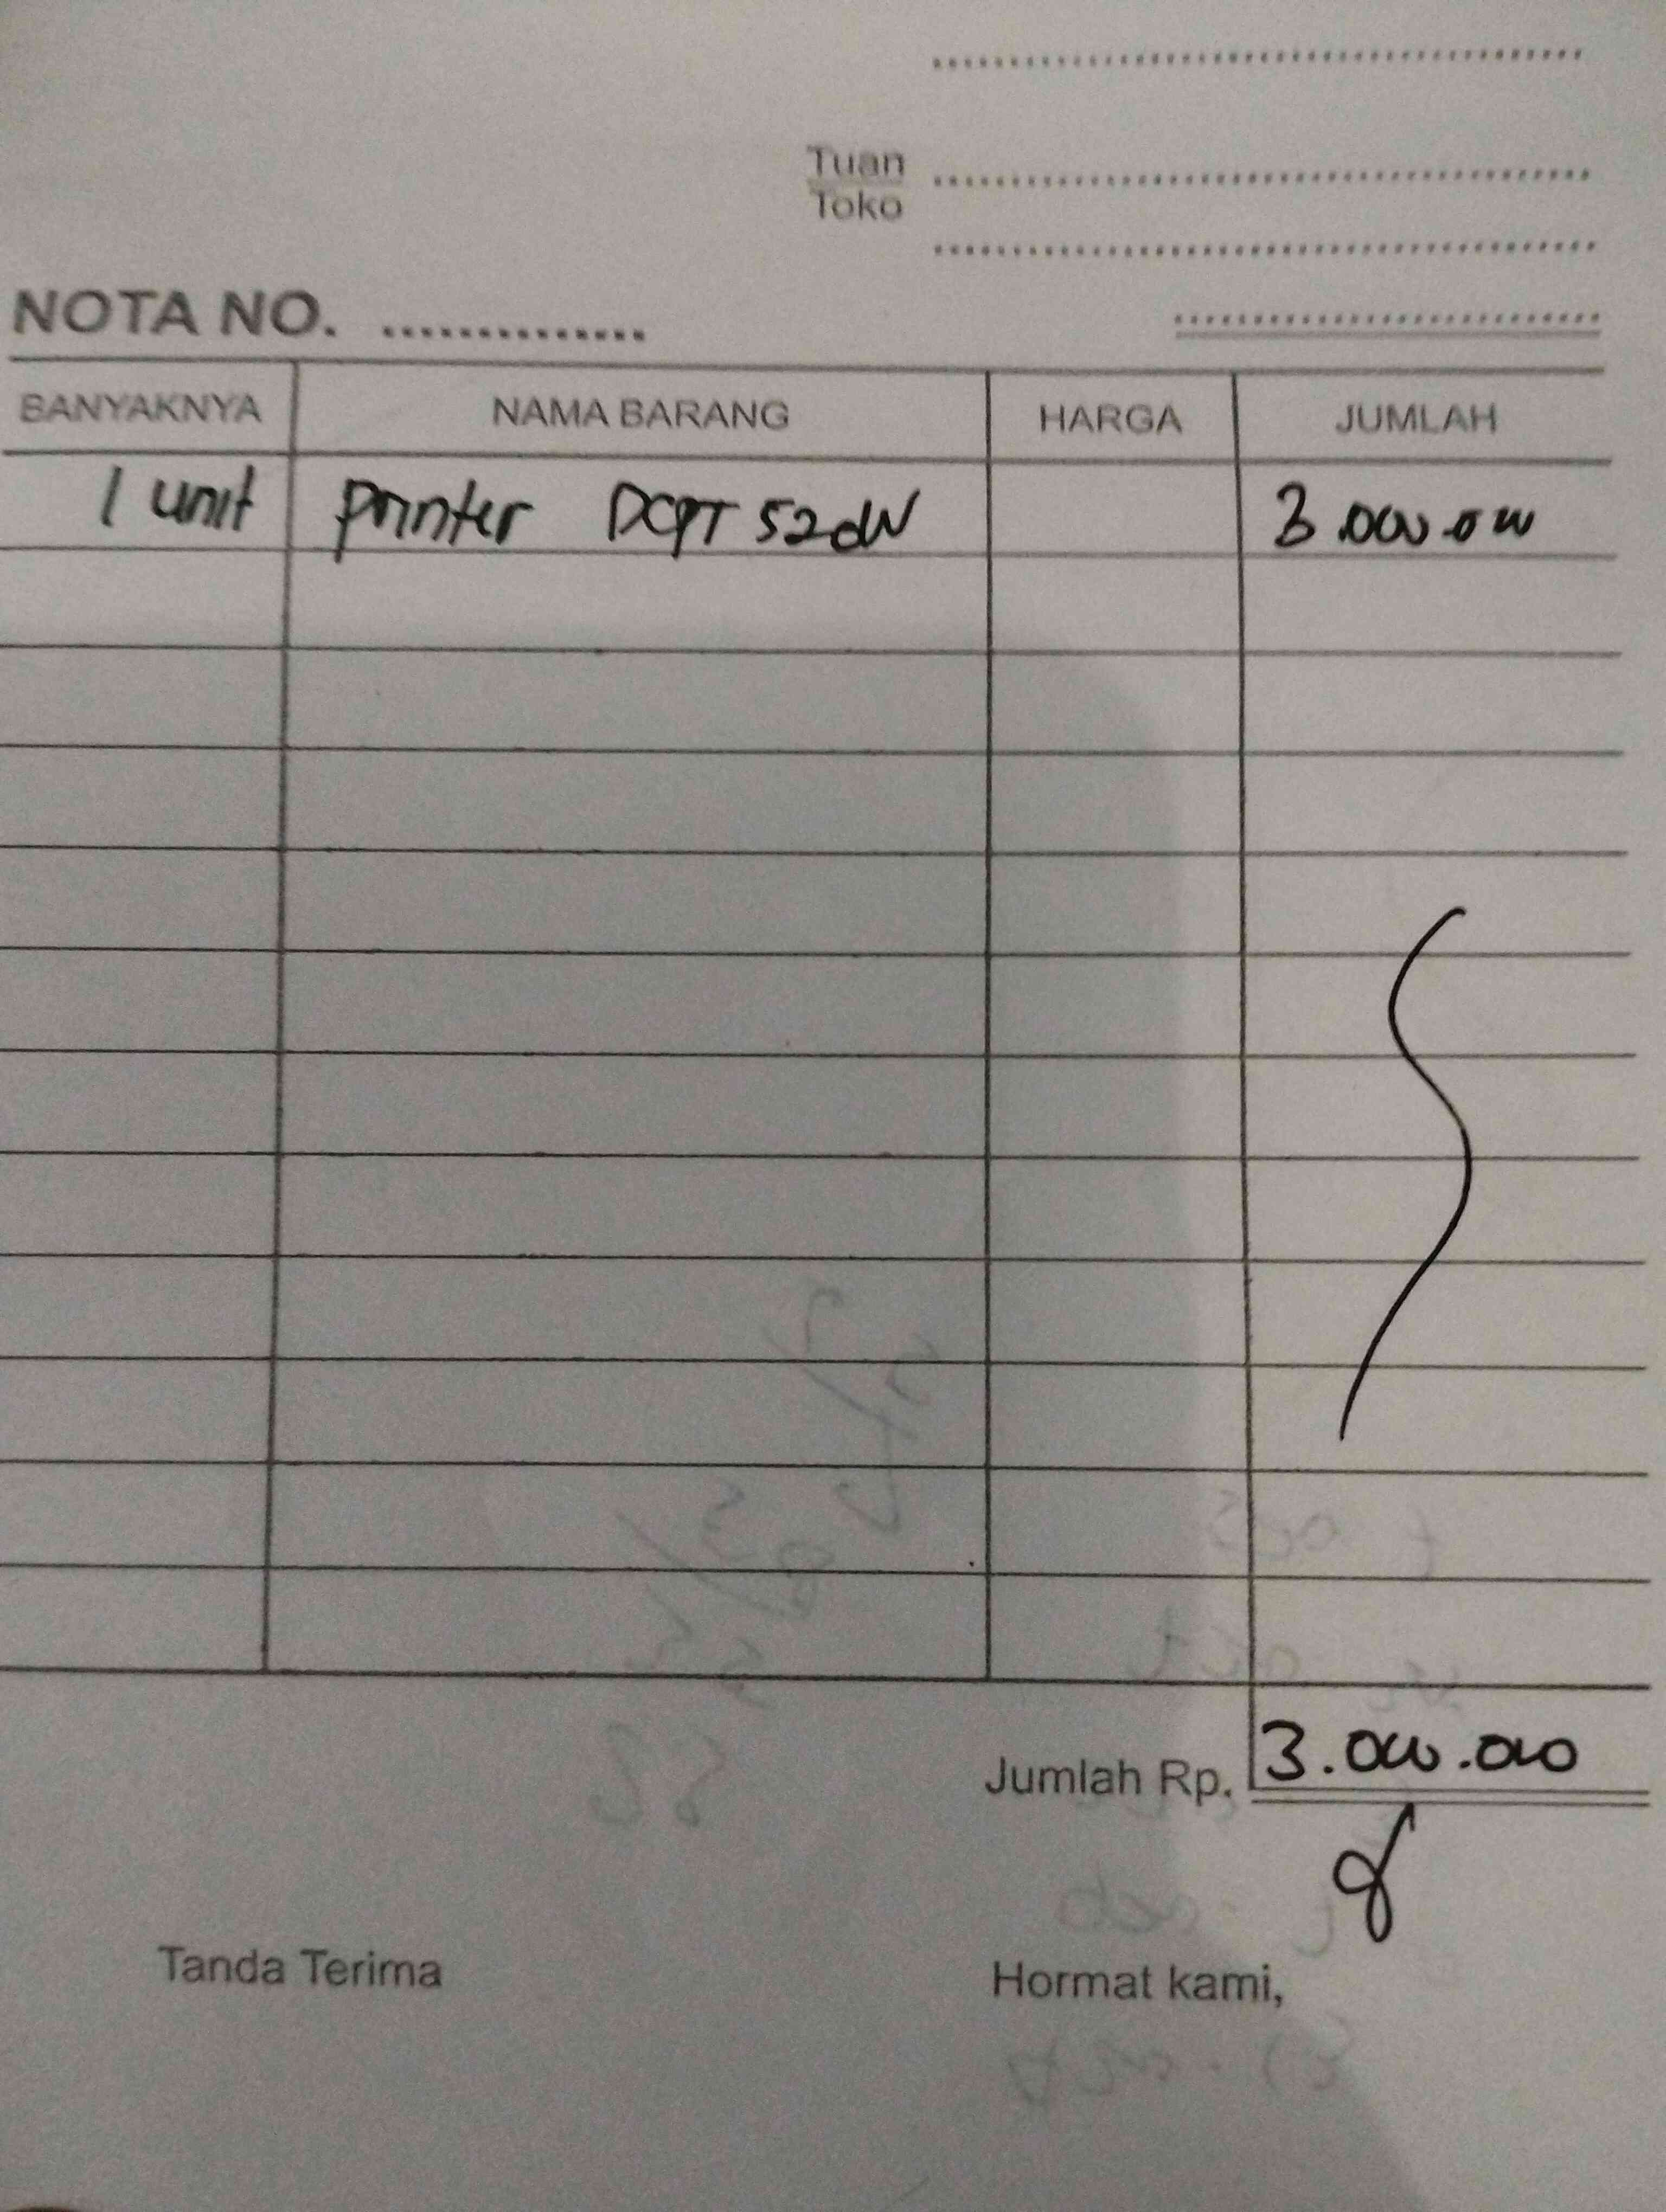 Tuan
Toko
NOTA NO.
BANYAKNYA NAMA BARANG HARGA JUMLAH
1 unit printer DCPT 520W 3.000.000
Jumlah Rp. 3.000.000
Tanda Terima Hormat kami,